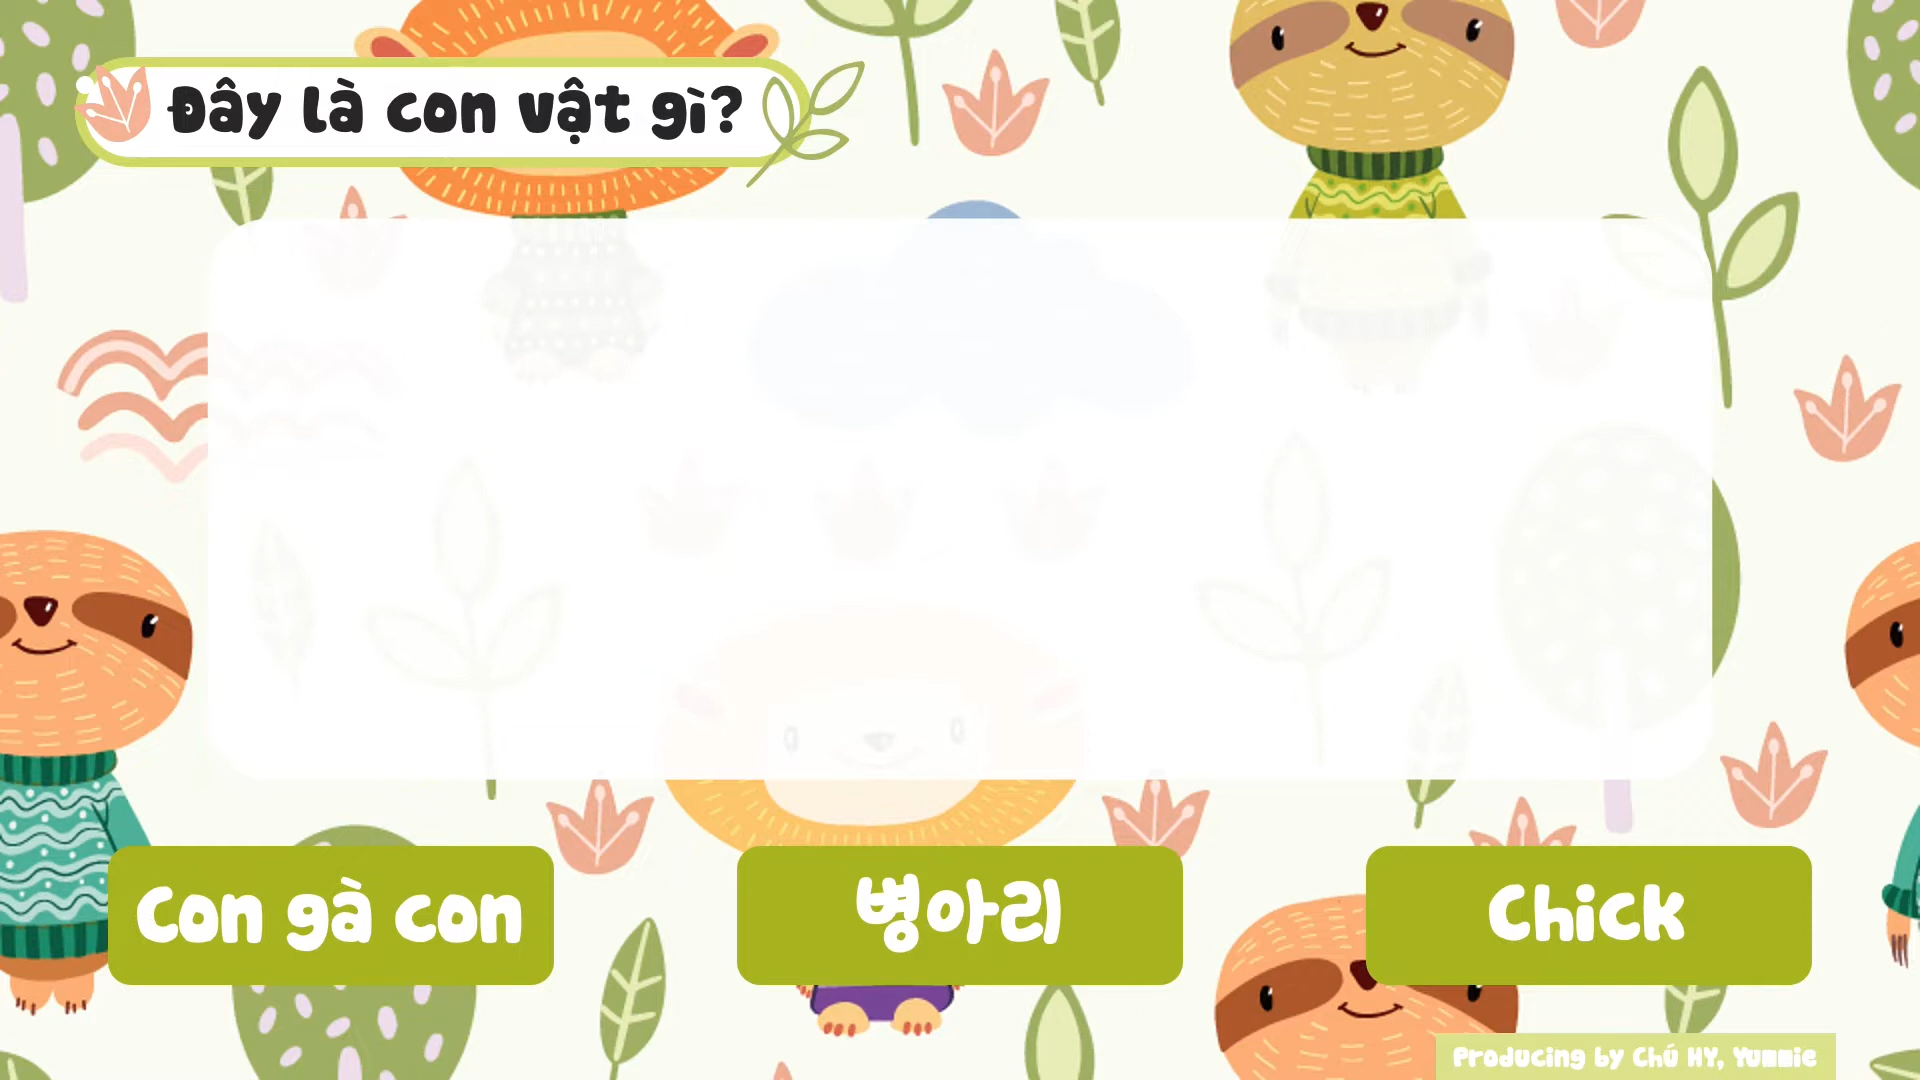 Đây là con vật gì?
Con gà con
병아리
Chick
Producing by Chú HY, Yummie